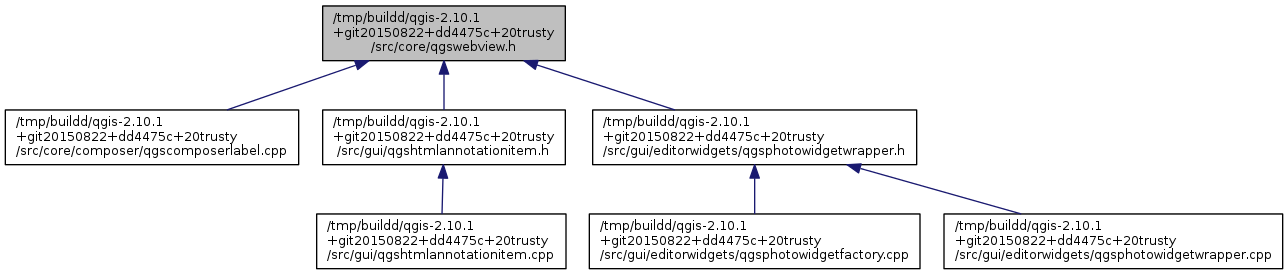 /tmp/buildd/qgis-2.10.1
+git20150822+dd4475c+20trusty
/src/core/qgswebview.h
/tmp/buildd/qgis-2.10.1
+git20150822+dd4475c+20trusty
/src/core/composer/qgscomposerlabel.cpp
/tmp/buildd/qgis-2.10.1
+git20150822+dd4475c+20trusty
/src/gui/qgshtmlannotationitem.h
/tmp/buildd/qgis-2.10.1
+git20150822+dd4475c+20trusty
/src/gui/editorwidgets/qgsphotowidgetwrapper.h
/tmp/buildd/qgis-2.10.1
+git20150822+dd4475c+20trusty
/src/gui/qgshtmlannotationitem.cpp
/tmp/buildd/qgis-2.10.1
+git20150822+dd4475c+20trusty
/src/gui/editorwidgets/qgsphotowidgetfactory.cpp
/tmp/buildd/qgis-2.10.1
+git20150822+dd4475c+20trusty
/src/gui/editorwidgets/qgsphotowidgetwrapper.cpp